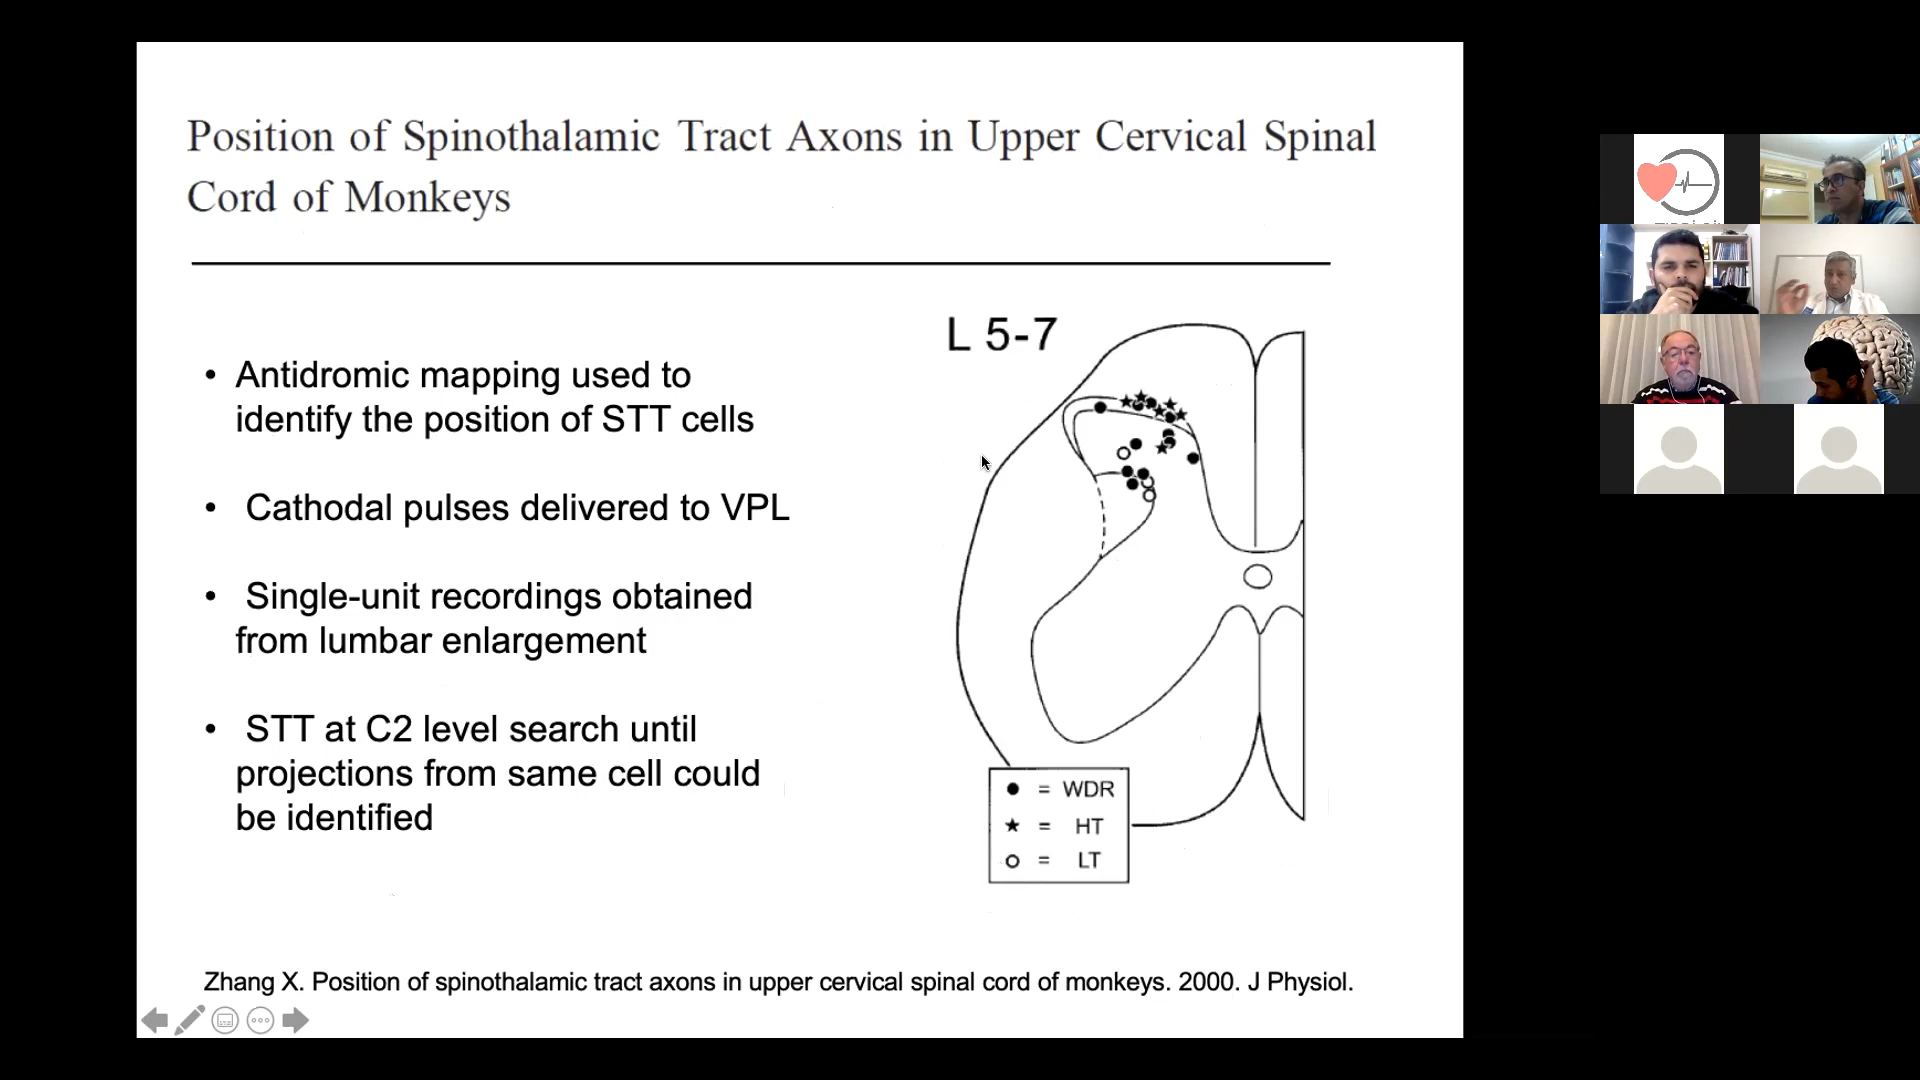 Position of Spinothalamic Tract Axons in Upper Cervical Spinal
Cord of Monkeys
• Antidromic mapping used to
identify the position of STT cells
• Cathodal pulses delivered to VPL
• Single-unit recordings obtained
from lumbar enlargement
• STT at C2 level search until
projections from same cell could
be identified
L 5-7
● = WDR
★ = HT
○ = LT
Zhang X. Position of spinothalamic tract axons in upper cervical spinal cord of monkeys. 2000. J Physiol.